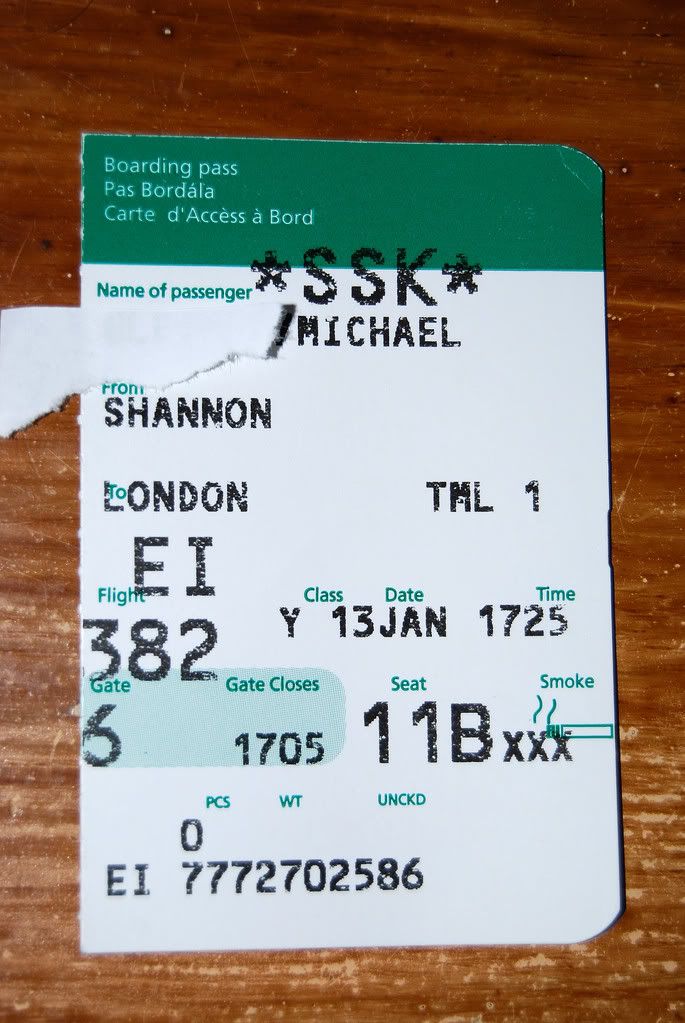 Boarding pass
Pas Bordála
Carte d'Accèss à Bord
*SSK*
Name of passenger
/MICHAEL
From
SHANNON
To
LONDON TML 1
EI
Flight Class Date Time
382 Y 13JAN 1725
Gate Gate Closes Seat Smoke
6 1705 11B XXX
PCS WT UNCKD
0
EI 7772702586